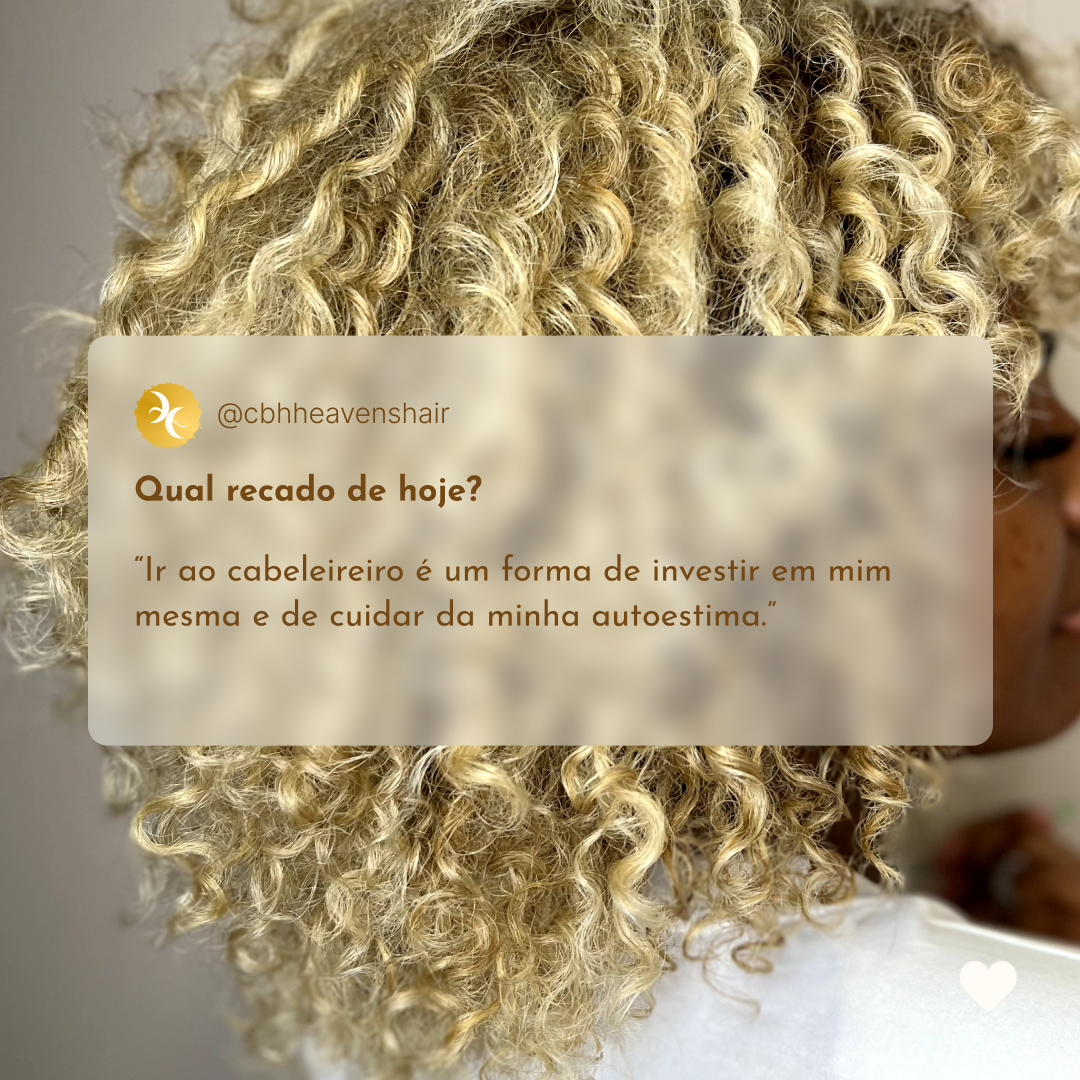 @cbhheavenshair
Qual recado de hoje?
“Ir ao cabeleireiro é um forma de investir em mim
mesma e de cuidar da minha autoestima.”